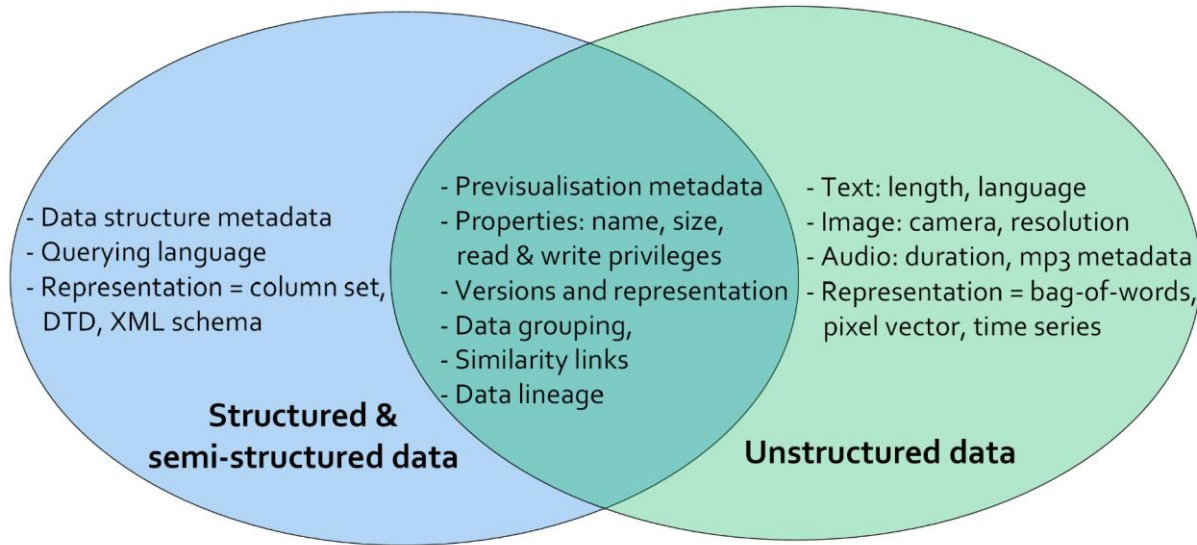 - Data structure metadata
- Querying language
- Representation = column set,
DTD, XML schema
Structured &
semi-structured data
- Previsualisation metadata
- Properties: name, size,
read & write privileges
- Versions and representation
- Data grouping,
- Similarity links
- Data lineage
- Text: length, language
- Image: camera, resolution
- Audio: duration, mp3 metadata
- Representation = bag-of-words,
pixel vector, time series
Unstructured data